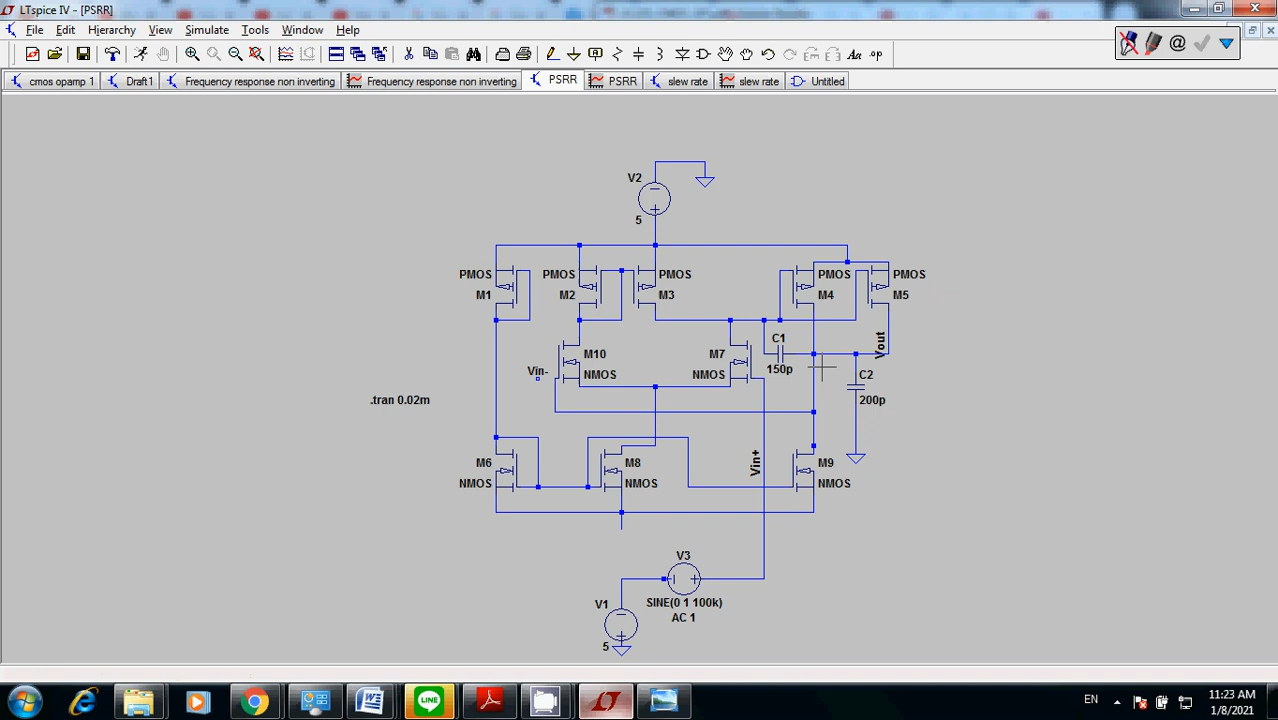 LTspice IV - [PSRR]
File Edit Hierarchy View Simulate Tools Window Help
cmos opamp 1 Draft1 Frequency response non inverting Frequency response non inverting PSRR PSRR slew rate slew rate Untitled
V2
5
PMOS PMOS PMOS PMOS PMOS
M1 M2 M3 M4 M5
C1
150p
Vout
M10
NMOS
Vin-
M7
NMOS
C2
200p
.tran 0.02m
M6
NMOS
M8
NMOS
Vin+
M9
NMOS
V3
SINE(0 1 100k)
AC 1
V1
5
EN
11:23 AM
1/8/2021